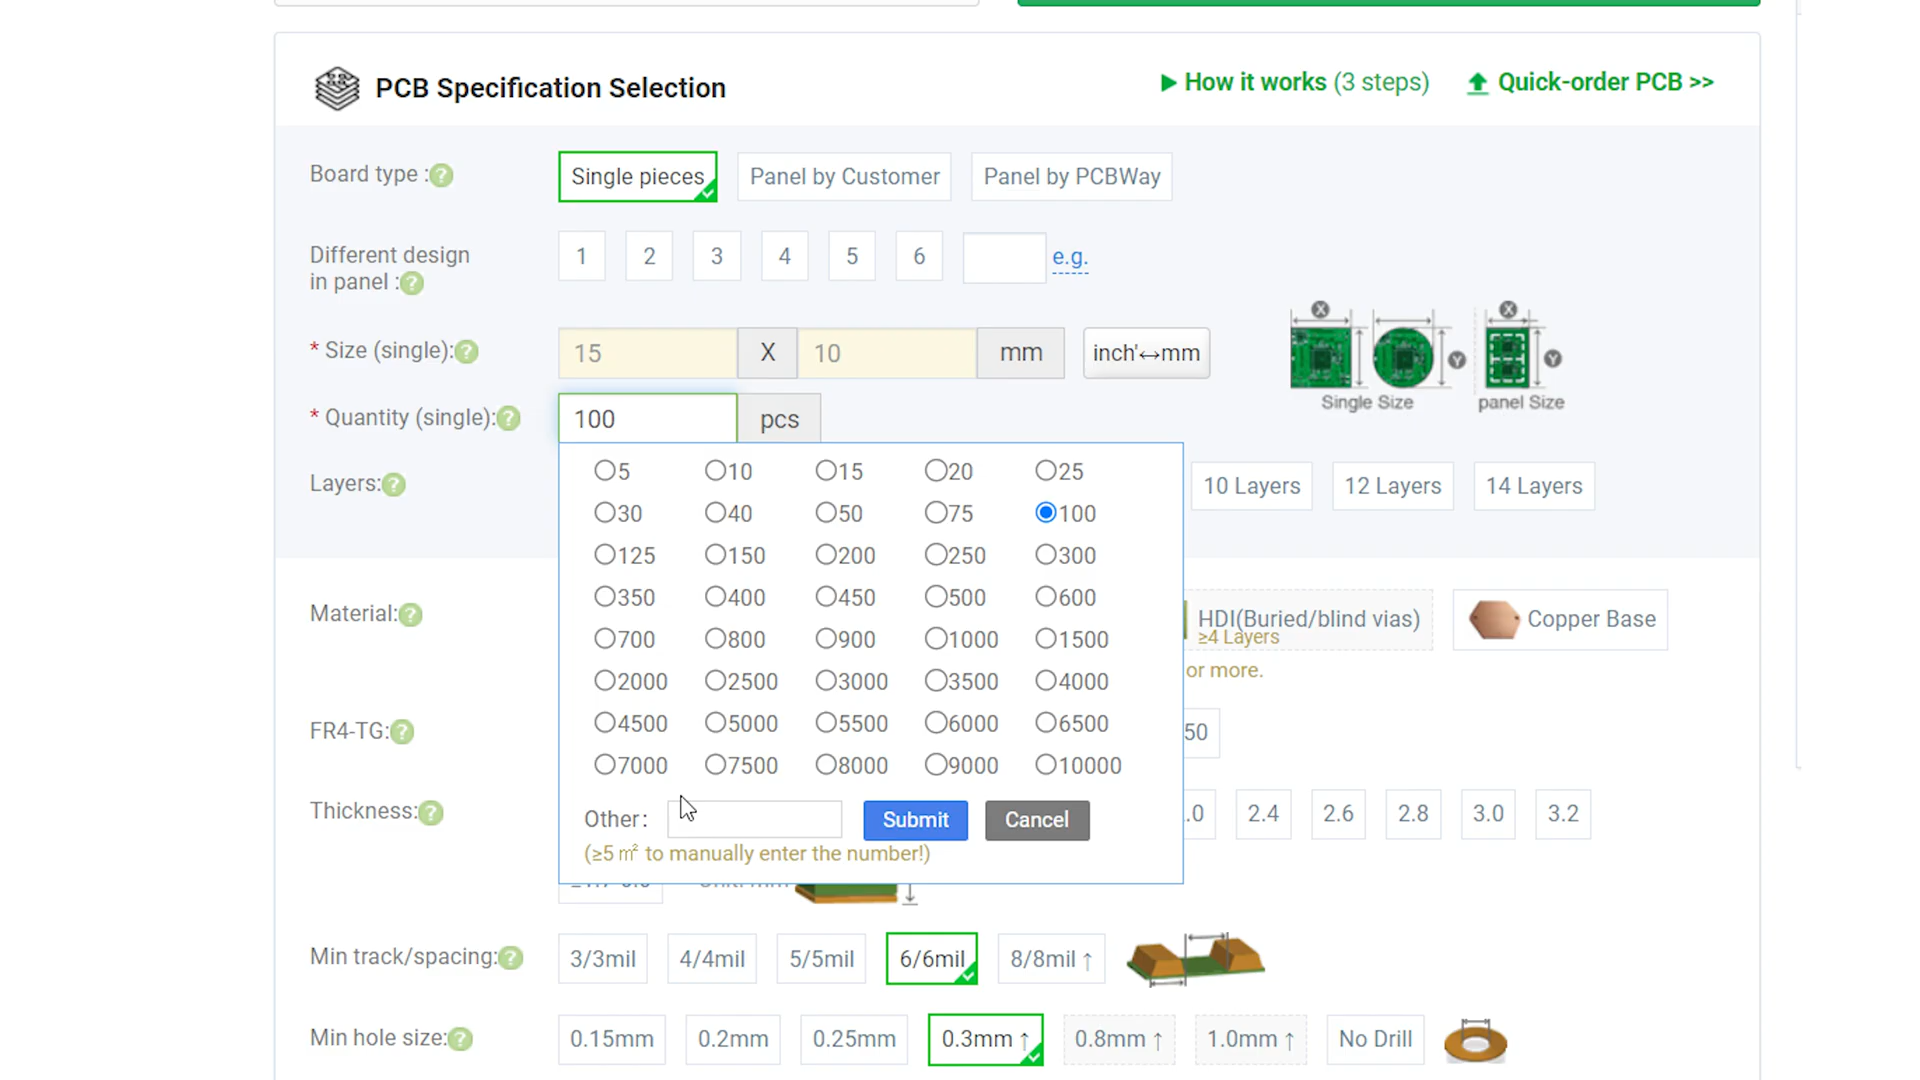 PCB Specification Selection
How it works (3 steps)
Quick-order PCB >>
Board type :?
Single pieces
Panel by Customer
Panel by PCBWay
Different design
in panel :?
1
2
3
4
5
6
e.g.
* Size (single):?
15
X
10
mm
inch'↔mm
X
Y
X
Y
Single Size
panel Size
* Quantity (single):?
100
pcs
Layers:?
10 Layers
12 Layers
14 Layers
5 10 15 20 25
30 40 50 75 100
125 150 200 250 300
350 400 450 500 600
700 800 900 1000 1500
2000 2500 3000 3500 4000
4500 5000 5500 6000 6500
7000 7500 8000 9000 10000
Other:
Submit
Cancel
(≥5 ㎡ to manually enter the number!)
Material:?
HDI(Buried/blind vias)
≥4 Layers
Copper Base
or more.
FR4-TG:?
50
Thickness:?
.0
2.4
2.6
2.8
3.0
3.2
Min track/spacing:?
3/3mil
4/4mil
5/5mil
6/6mil
8/8mil ↑
Min hole size:?
0.15mm
0.2mm
0.25mm
0.3mm ↑
0.8mm ↑
1.0mm ↑
No Drill